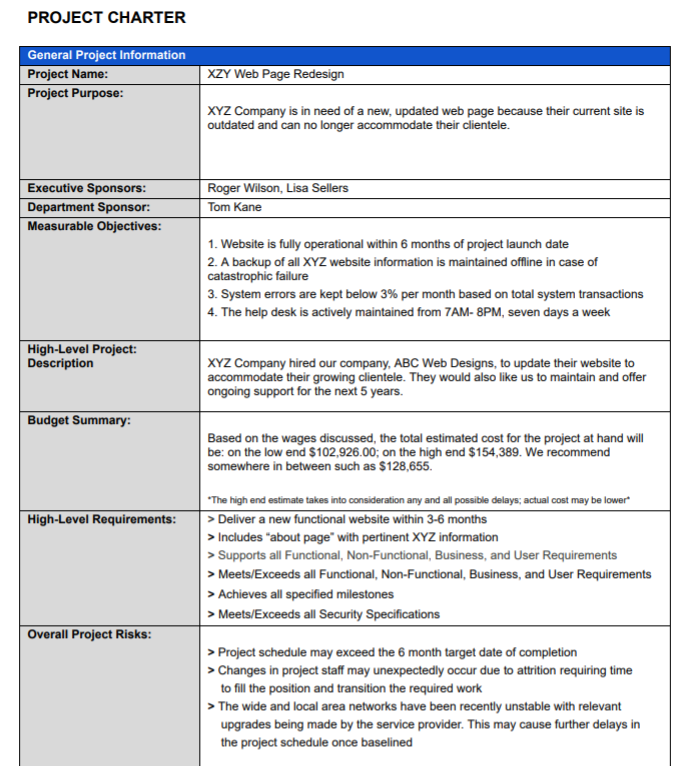 PROJECT CHARTER
General Project Information
Project Name:
XZY Web Page Redesign
Project Purpose:
XYZ Company is in need of a new, updated web page because their current site is
outdated and can no longer accommodate their clientele.
Executive Sponsors:
Roger Wilson, Lisa Sellers
Department Sponsor:
Tom Kane
Measurable Objectives:
1. Website is fully operational within 6 months of project launch date
2. A backup of all XYZ website information is maintained offline in case of
catastrophic failure
3. System errors are kept below 3% per month based on total system transactions
4. The help desk is actively maintained from 7AM- 8PM, seven days a week
High-Level Project:
Description
XYZ Company hired our company, ABC Web Designs, to update their website to
accommodate their growing clientele. They would also like us to maintain and offer
ongoing support for the next 5 years.
Budget Summary:
Based on the wages discussed, the total estimated cost for the project at hand will
be: on the low end $102,926.00; on the high end $154,389. We recommend
somewhere in between such as $128,655.
*The high end estimate takes into consideration any and all possible delays; actual cost may be lower*
High-Level Requirements:
> Deliver a new functional website within 3-6 months
> Includes “about page” with pertinent XYZ information
> Supports all Functional, Non-Functional, Business, and User Requirements
> Meets/Exceeds all Functional, Non-Functional, Business, and User Requirements
> Achieves all specified milestones
> Meets/Exceeds all Security Specifications
Overall Project Risks:
> Project schedule may exceed the 6 month target date of completion
> Changes in project staff may unexpectedly occur due to attrition requiring time
to fill the position and transition the required work
> The wide and local area networks have been recently unstable with relevant
upgrades being made by the service provider. This may cause further delays in
the project schedule once baselined